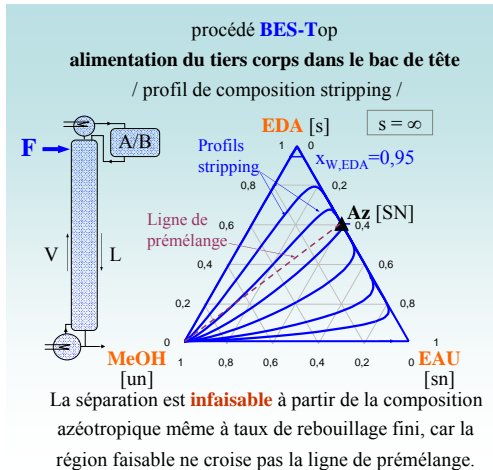 procédé BES-Top
alimentation du tiers corps dans le bac de tête
/ profil de composition stripping /
EDA [s]
s = ∞
A/B
F
V
L
Profils
stripping
x_W,EDA=0,95
Az [SN]
Ligne de
prémélange
1 0
0,8 0,2
0,6 0,4
0,4 0,6
0,2 0,8
0 1
MeOH
[un]
1 0,8 0,6 0,4 0,2 0
EAU
[sn]
La séparation est infaisable à partir de la composition
azéotropique même à taux de rebouillage fini, car la
région faisable ne croise pas la ligne de prémélange.